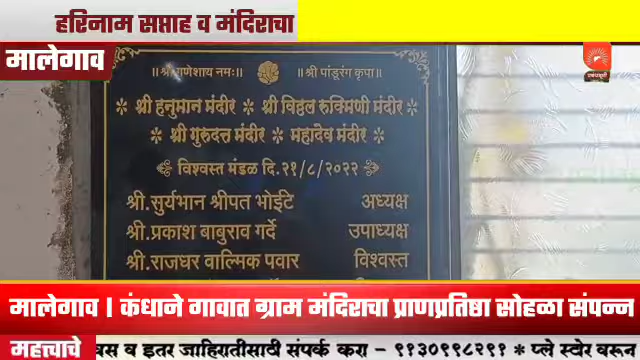 हरिनाम सप्ताह व मंदिराचा
मालेगाव
॥श्री गणेशाय नमः॥ ॥श्री पांडुरंग कृपा॥
श्री हनुमान मंदीर श्री विठ्ठल रुक्मिणी मंदीर
श्री गुरुदत्त मंदीर महादेव मंदीर
विश्वस्त मंडळ दि.२१/८/२०२२
श्री.सुर्यभान श्रीपत भोईटे अध्यक्ष
श्री.प्रकाश बाबुराव गर्दे उपाध्यक्ष
श्री.राजधर वाल्मिक पवार विश्वस्त
मालेगाव । कंधाने गावात ग्राम मंदिराचा प्राणप्रतिष्ठा सोहळा संपन्न
महत्त्वाचे व इतर जाहिरातीसाठी संपर्क करा - ९१३०९९८२९१ * प्ले स्टोर वरून